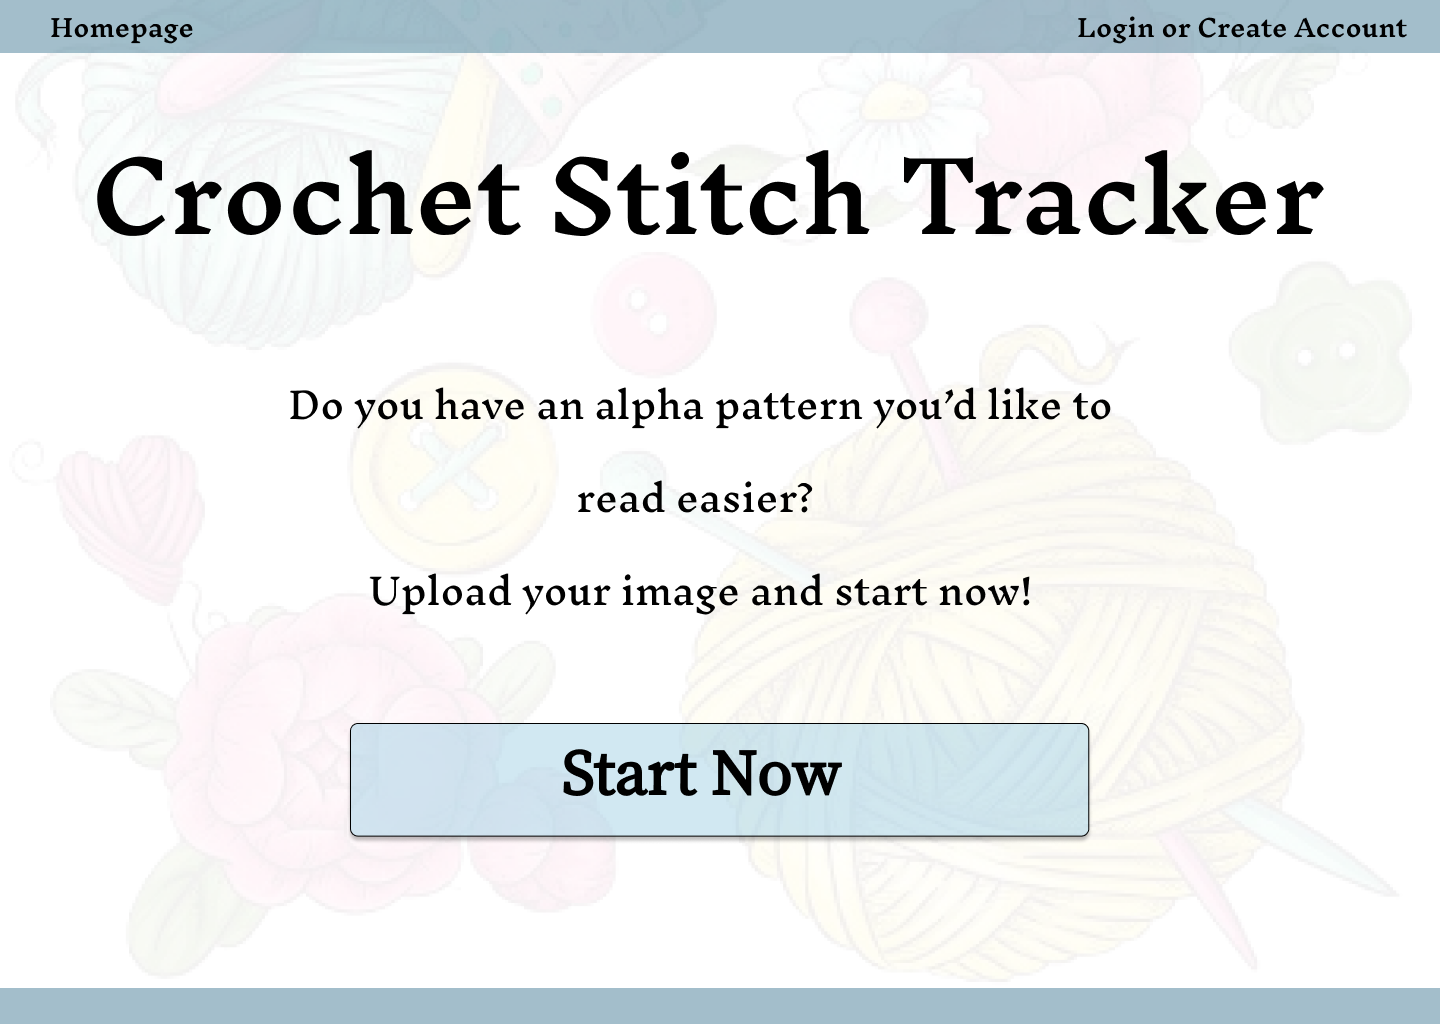 Homepage
Login or Create Account
Crochet Stitch Tracker
Do you have an alpha pattern you’d like to
read easier?
Upload your image and start now!
Start Now